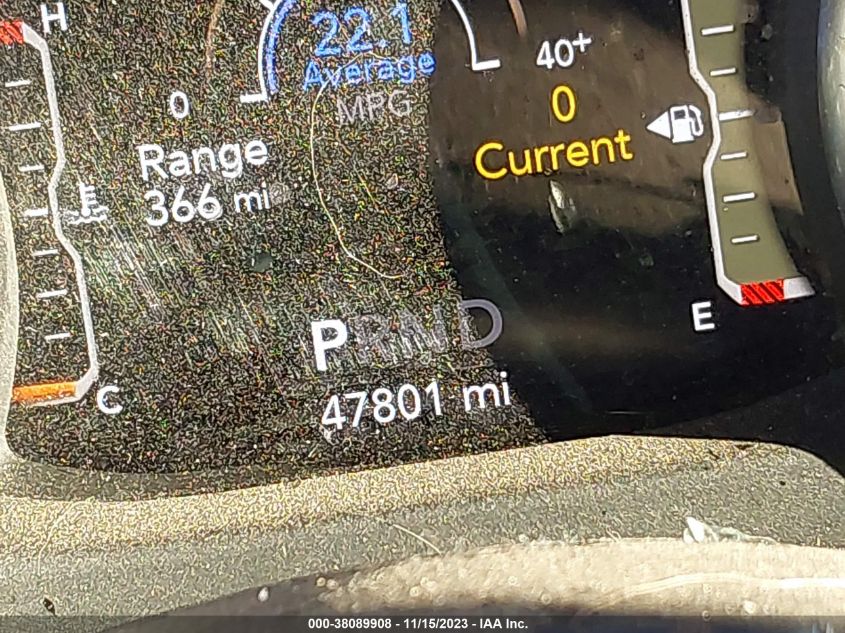 H
22.1
Average
MPG
0
40+
0
Current
Range
366 mi
E
PRND
47801 mi
C
000-38089908 - 11/15/2023 - IAA Inc.